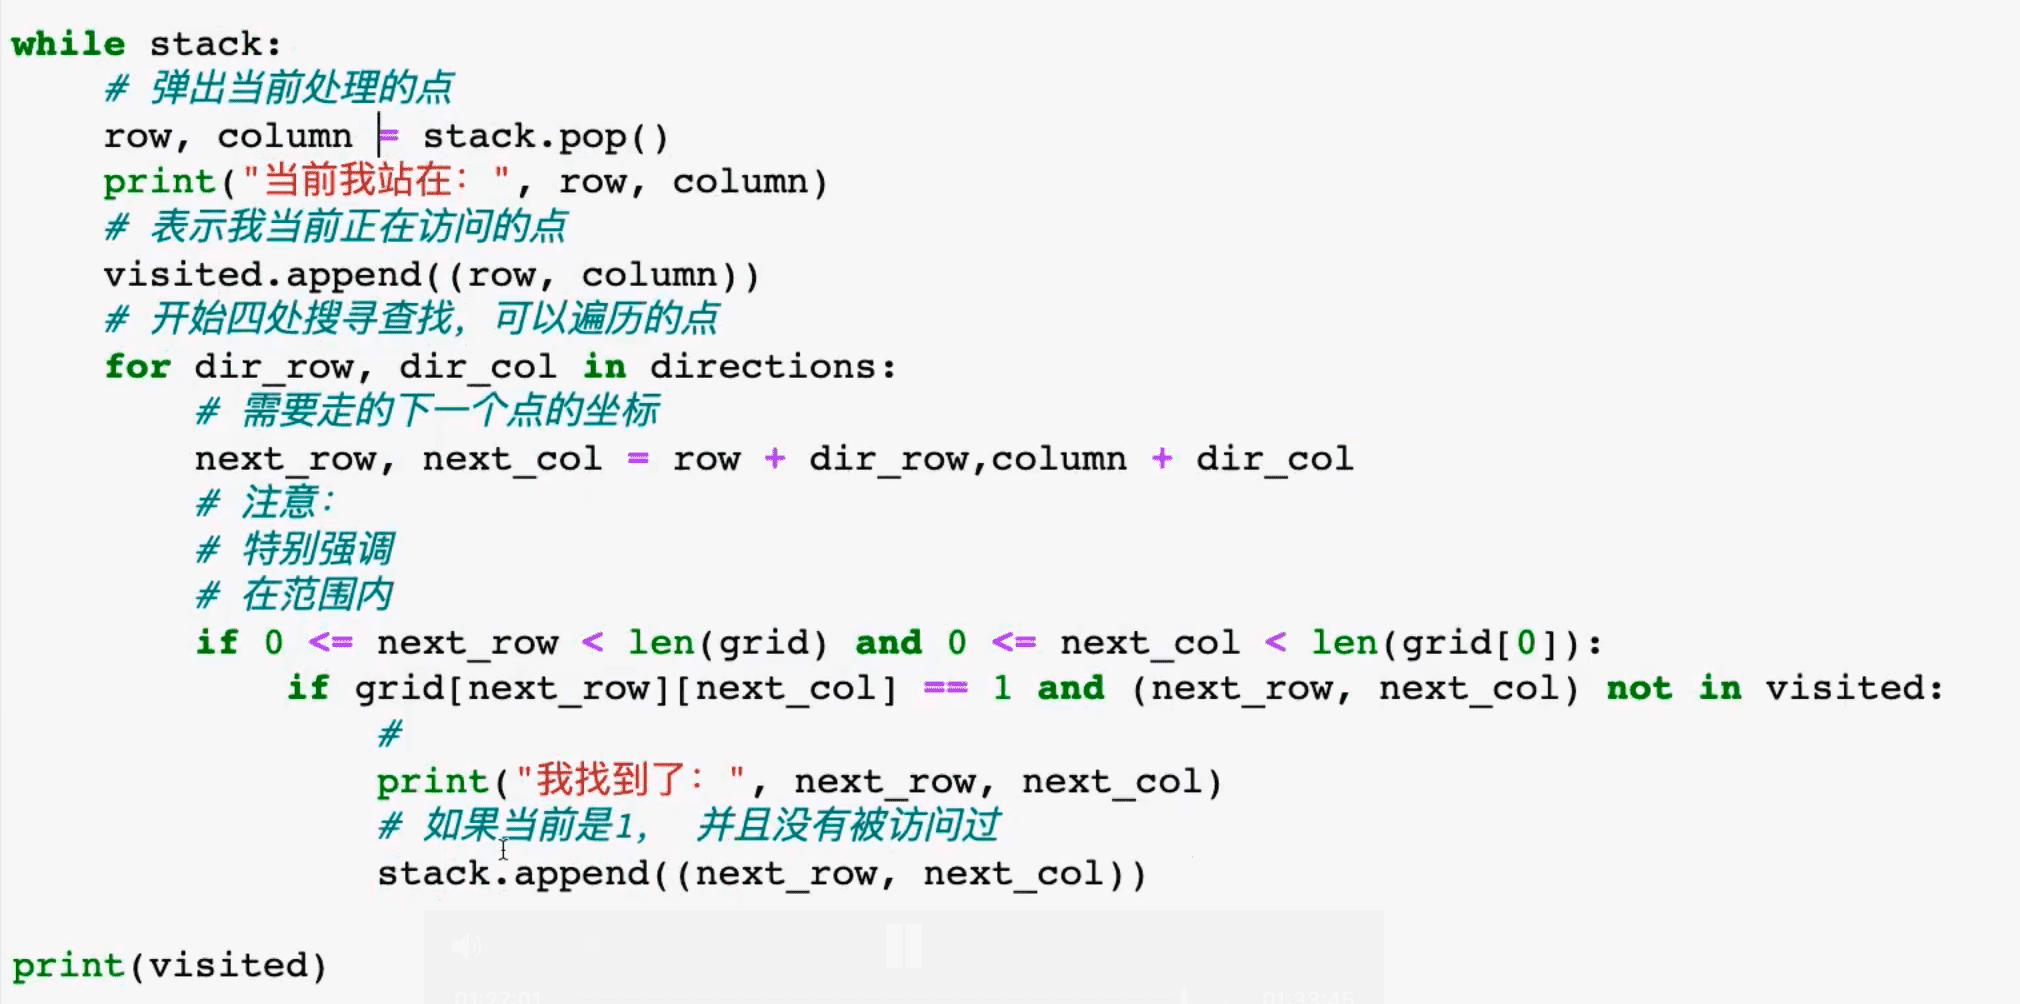 while stack:
    # 弹出当前处理的点
    row, column = stack.pop()
    print("当前我站在：", row, column)
    # 表示我当前正在访问的点
    visited.append((row, column))
    # 开始四处搜寻查找，可以遍历的点
    for dir_row, dir_col in directions:
        # 需要走的下一个点的坐标
        next_row, next_col = row + dir_row,column + dir_col
        # 注意：
        # 特别强调
        # 在范围内
        if 0 <= next_row < len(grid) and 0 <= next_col < len(grid[0]):
            if grid[next_row][next_col] == 1 and (next_row, next_col) not in visited:
                #
                print("我找到了：", next_row, next_col)
                # 如果当前是1， 并且没有被访问过
                stack.append((next_row, next_col))
print(visited)